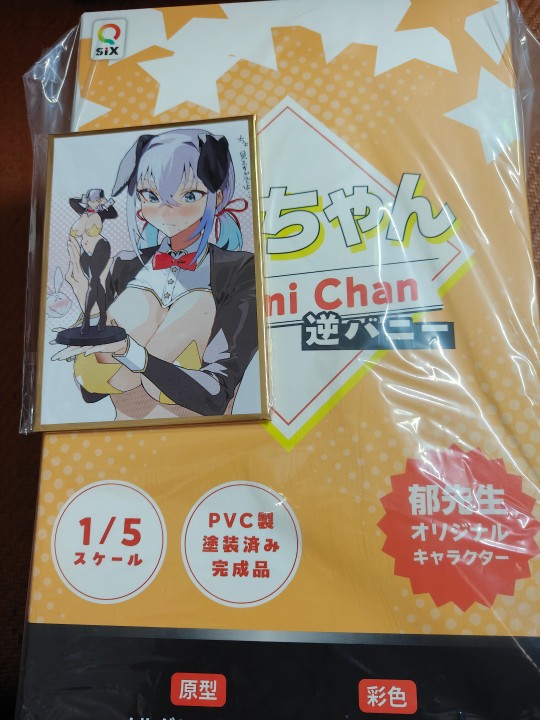 SiX
ちゃん
mi Chan
逆バニー
1/5
スケール
PVC製
塗装済み
完成品
郁先生
オリジナル
キャラクター
原型
彩色